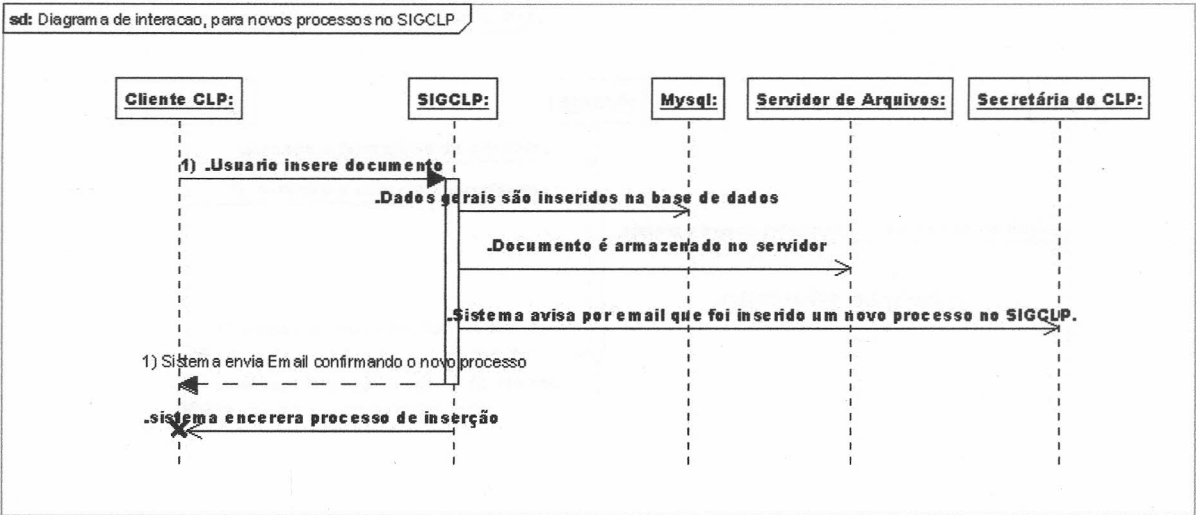 sd: Diagrama de interacao, para novos processos no SIGCLP
Cliente CLP:
SIGCLP:
Mysql:
Servidor de Arquivos:
Secretária do CLP:
1) .Usuario insere documento
.Dados gerais são inseridos na base de dados
.Documento é armazenado no servidor
.Sistema avisa por email que foi inserido um novo processo no SIGCLP.
1) Sistema envia Email confirmando o novo processo
.sistema encerera processo de inserção